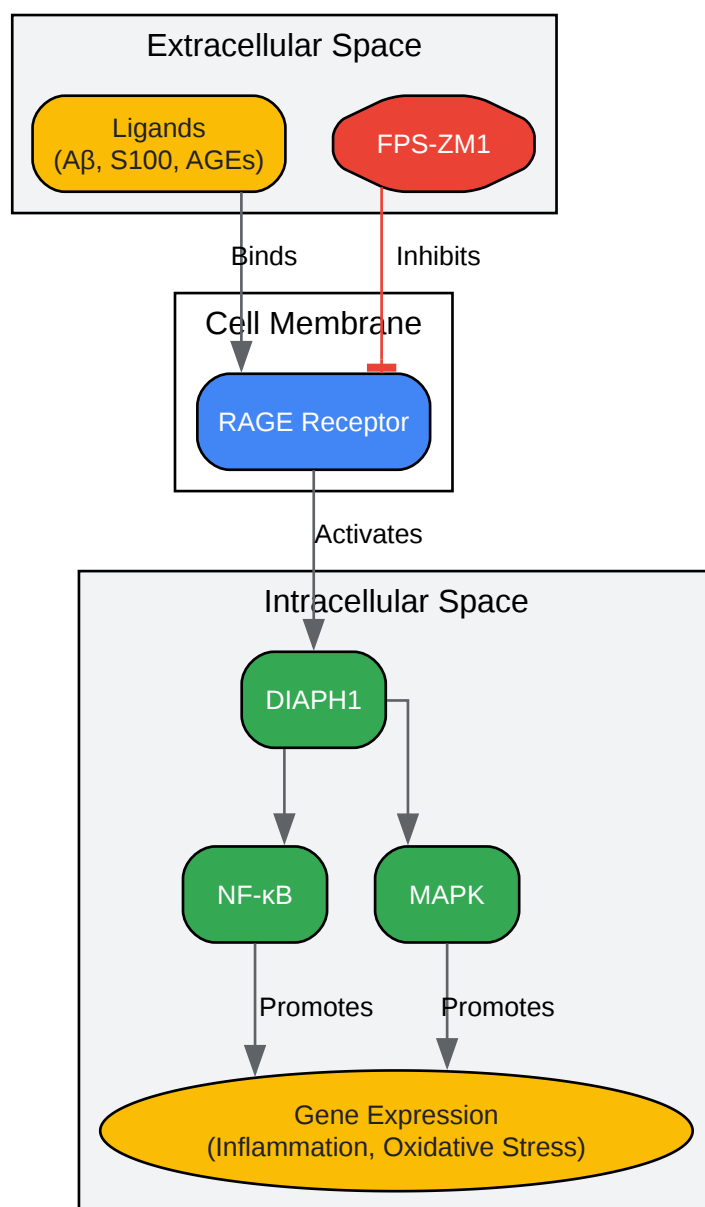 Extracellular Space
Ligands
(Aβ, S100, AGEs)
FPS-ZM1
Binds
Inhibits
Cell Membrane
RAGE Receptor
Activates
Intracellular Space
DIAPH1
NF-κB
MAPK
Promotes
Promotes
Gene Expression
(Inflammation, Oxidative Stress)